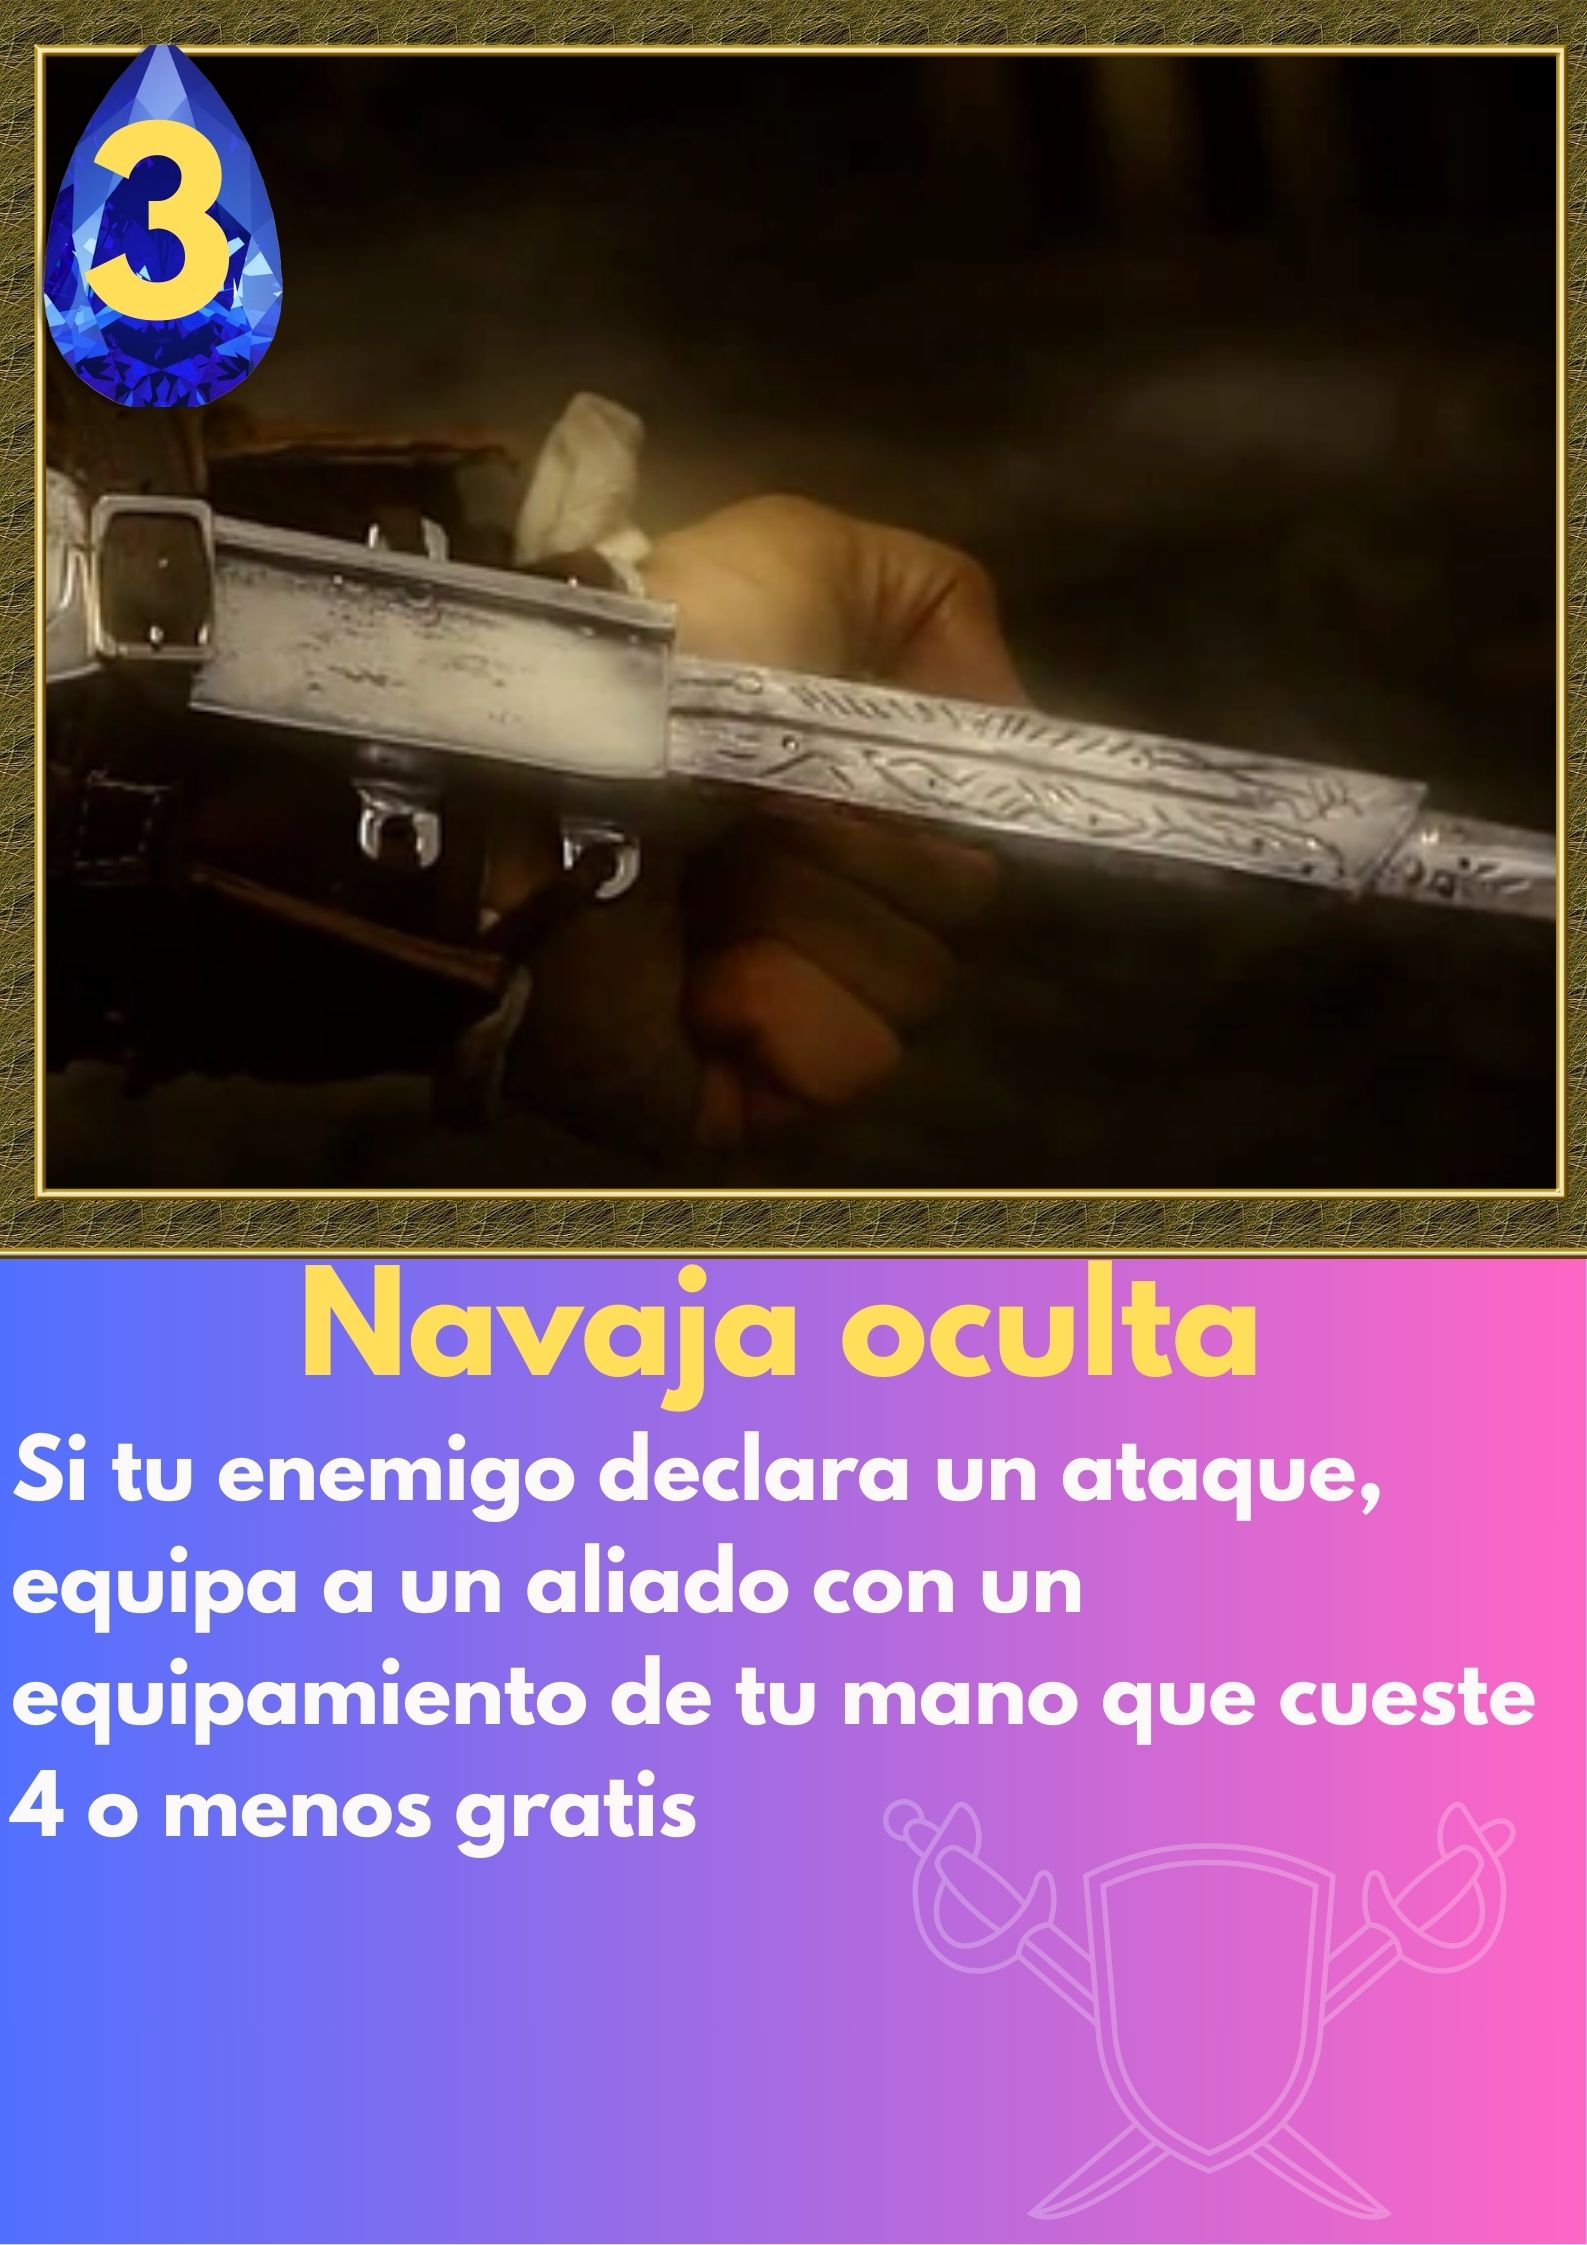 3
Navaja oculta
Si tu enemigo declara un ataque,
equipa a un aliado con un
equipamiento de tu mano que cueste
4 o menos gratis